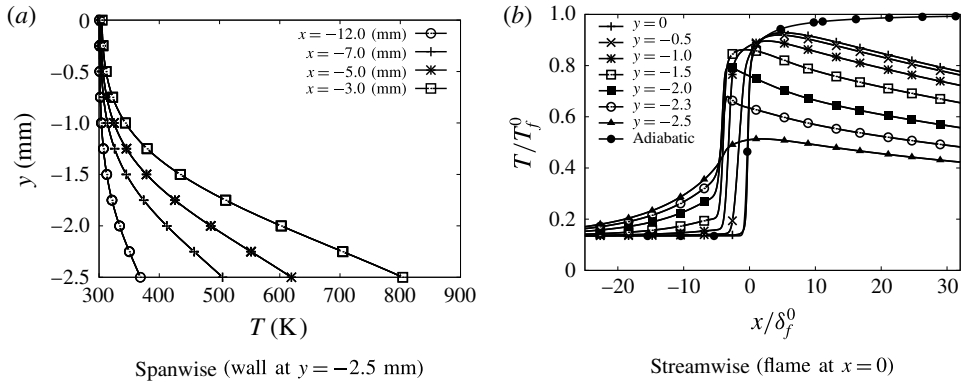 (a)
0
−0.5
−1.0
−1.5
−2.0
−2.5
y (mm)
x = −12.0 (mm)
x = −7.0 (mm)
x = −5.0 (mm)
x = −3.0 (mm)
300 400 500 600 700 800 900
T (K)
Spanwise (wall at y = −2.5 mm)
(b)
1.0
0.8
0.6
0.4
0.2
0
T/T_f^0
y = 0
y = −0.5
y = −1.0
y = −1.5
y = −2.0
y = −2.3
y = −2.5
Adiabatic
−20 −10 0 10 20 30
x/δ_f^0
Streamwise (flame at x = 0)